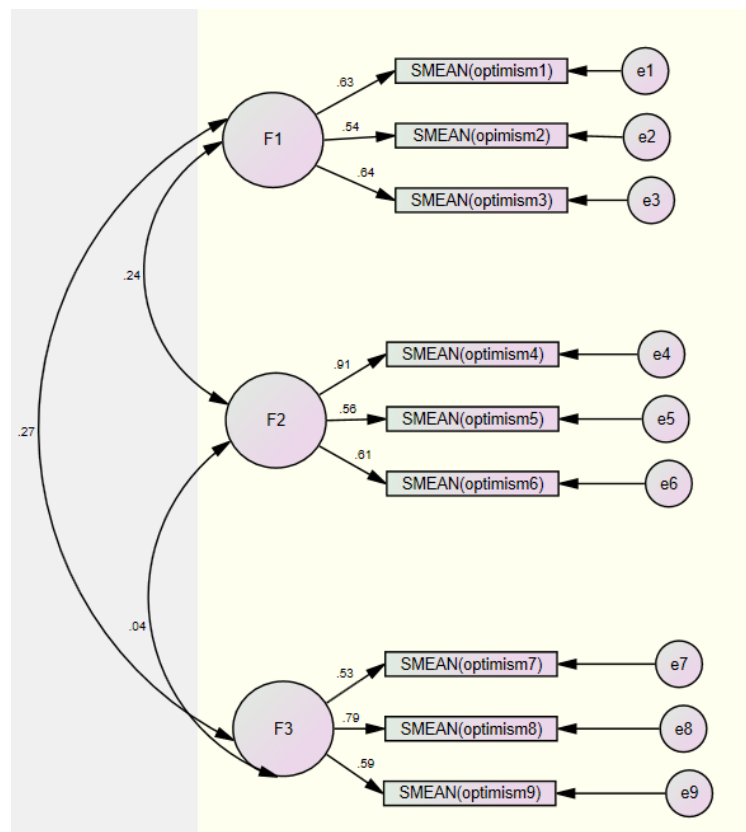 .63
SMEAN(optimism1)
e1
F1
.54
SMEAN(opimism2)
e2
.64
SMEAN(optimism3)
e3
.24
.91
SMEAN(optimism4)
e4
F2
.56
SMEAN(optimism5)
e5
.27
.61
SMEAN(optimism6)
e6
.04
.53
SMEAN(optimism7)
e7
F3
.79
SMEAN(optimism8)
e8
.59
SMEAN(optimism9)
e9